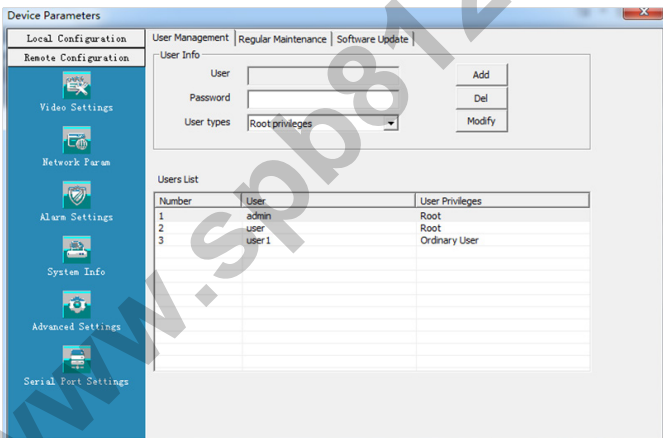 Device Parameters
Local Configuration
Remote Configuration
Video Settings
Network Param
Alarm Settings
System Info
Advanced Settings
Serial Port Settings
User Management Regular Maintenance Software Update
User Info
User
Add
Password
Del
User types Root privileges
Modify
Users List
Number User User Privileges
1 admin Root
2 user Root
3 user1 Ordinary User
www.spb812